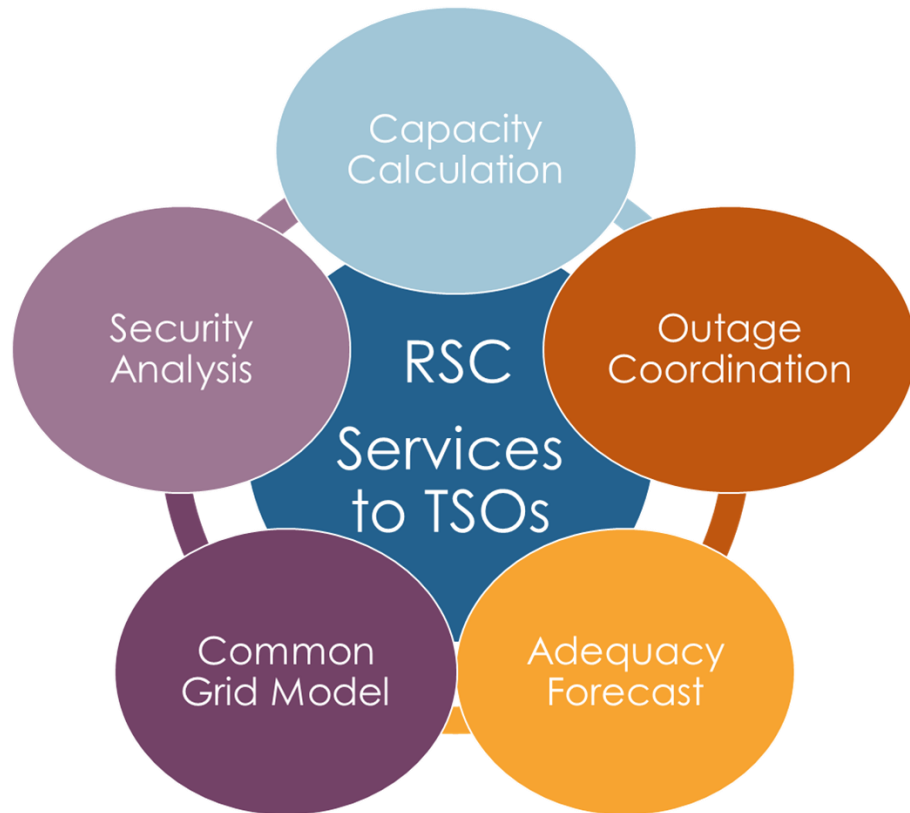 Capacity
Calculation
Security
Analysis
RSC
Services
to TSOs
Outage
Coordination
Common
Grid Model
Adequacy
Forecast